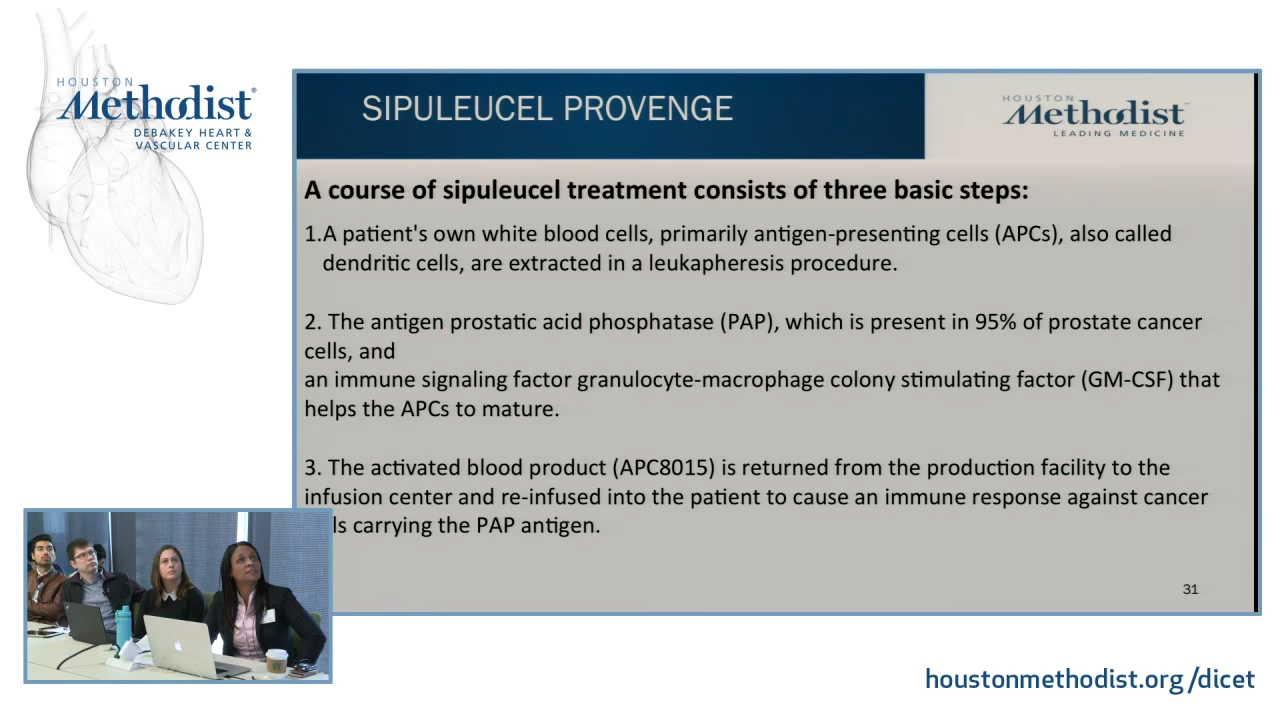 HOUSTON
Methodist®
DEBAKEY HEART &
VASCULAR CENTER
SIPULEUCEL PROVENGE
HOUSTON
Methodist
LEADING MEDICINE
A course of sipuleucel treatment consists of three basic steps:
1.A patient's own white blood cells, primarily antigen-presenting cells (APCs), also called
dendritic cells, are extracted in a leukapheresis procedure.
2. The antigen prostatic acid phosphatase (PAP), which is present in 95% of prostate cancer
cells, and
an immune signaling factor granulocyte-macrophage colony stimulating factor (GM-CSF) that
helps the APCs to mature.
3. The activated blood product (APC8015) is returned from the production facility to the
infusion center and re-infused into the patient to cause an immune response against cancer
ls carrying the PAP antigen.
31
houstonmethodist.org/dicet